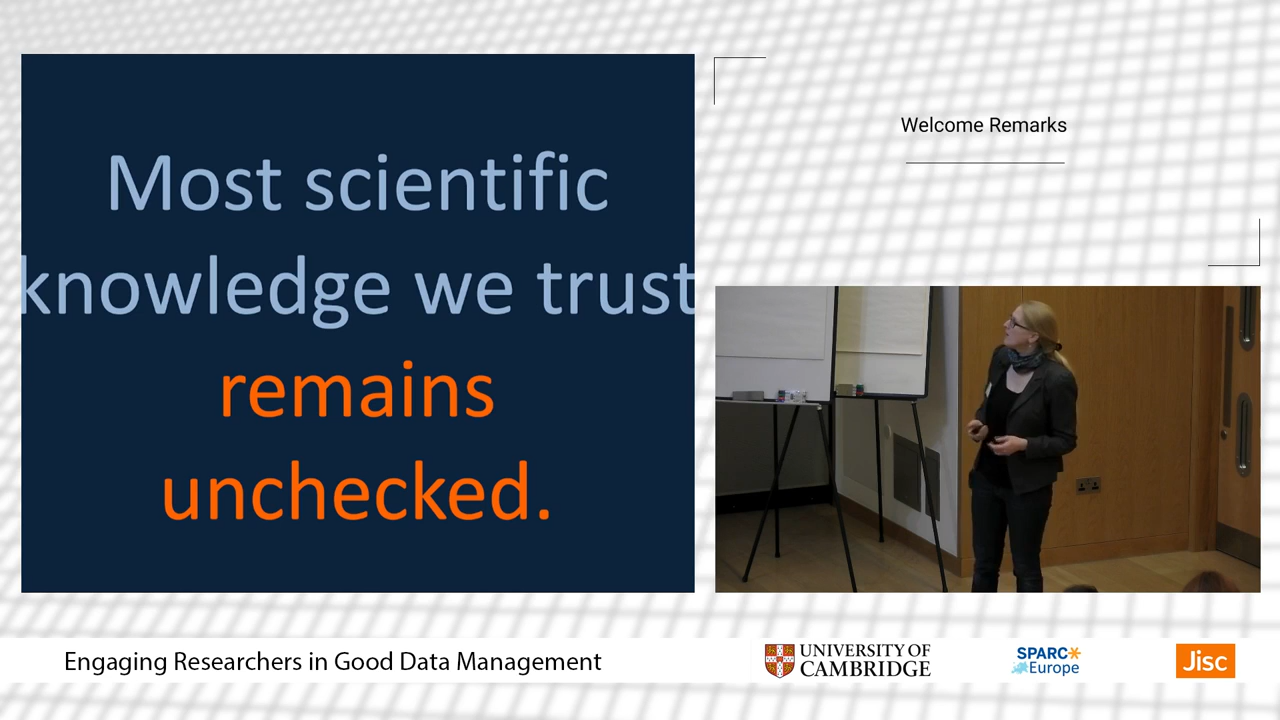 Most scientific
knowledge we trust
remains
unchecked.
Welcome Remarks
Engaging Researchers in Good Data Management
UNIVERSITY OF
CAMBRIDGE
SPARC
Europe
Jisc